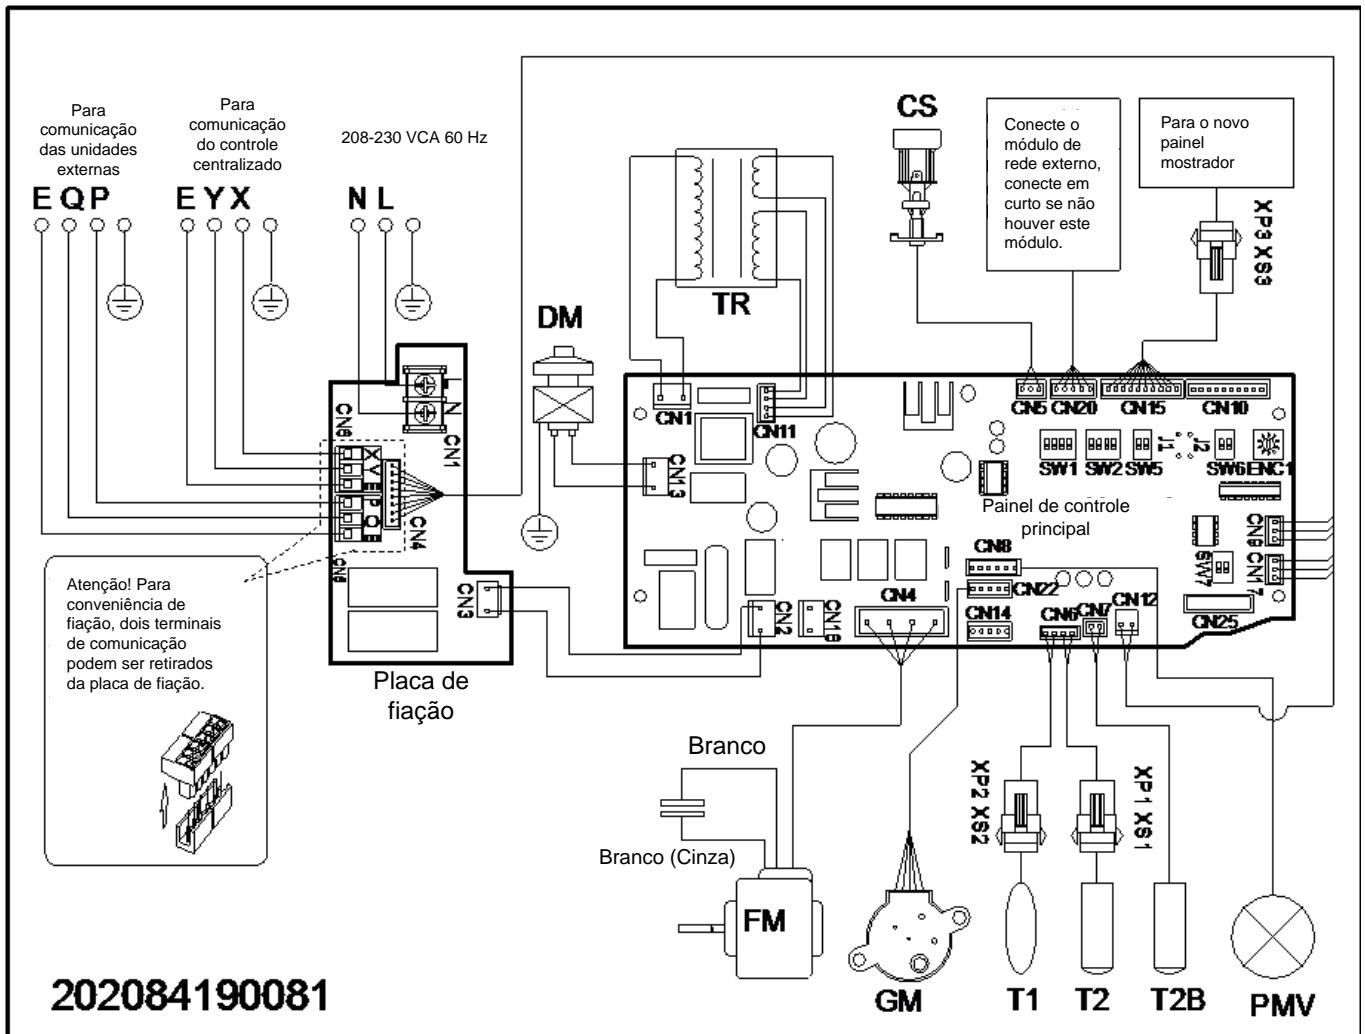 Para
comunicação
das unidades
externas
Para
comunicação
do controle
centralizado
208-230 VCA 60 Hz
E Q P
E Y X
N L
CS
Conecte o
módulo de
rede externo,
conecte em
curto se não
houver este
módulo.
Para o novo
painel
mostrador
XP3 XS3
TR
DM
CN6
L
N
CN1
X
Y
E
P
Q
E
CN4
CN5
CN3
Placa de
fiação
Atenção! Para
conveniência de
fiação, dois terminais
de comunicação
podem ser retirados
da placa de fiação.
CN1
CN11
CN13
CN5
CN20
CN15
CN10
SW1
SW2
SW5
J1
J2
SW6
ENC1
Painel de controle
principal
CN9
CN17
SW7
CN25
CN8
CN22
CN14
CN6
CN7
CN12
CN2
CN18
CN4
Branco
Branco (Cinza)
FM
GM
XP2 XS2
XP1 XS1
T1
T2
T2B
PMV
202084190081